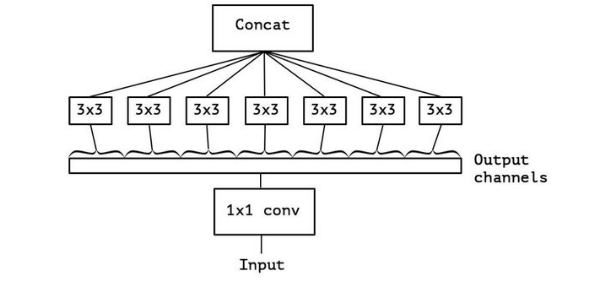 Concat
3x3 3x3 3x3 3x3 3x3 3x3 3x3
Output
channels
1x1 conv
Input